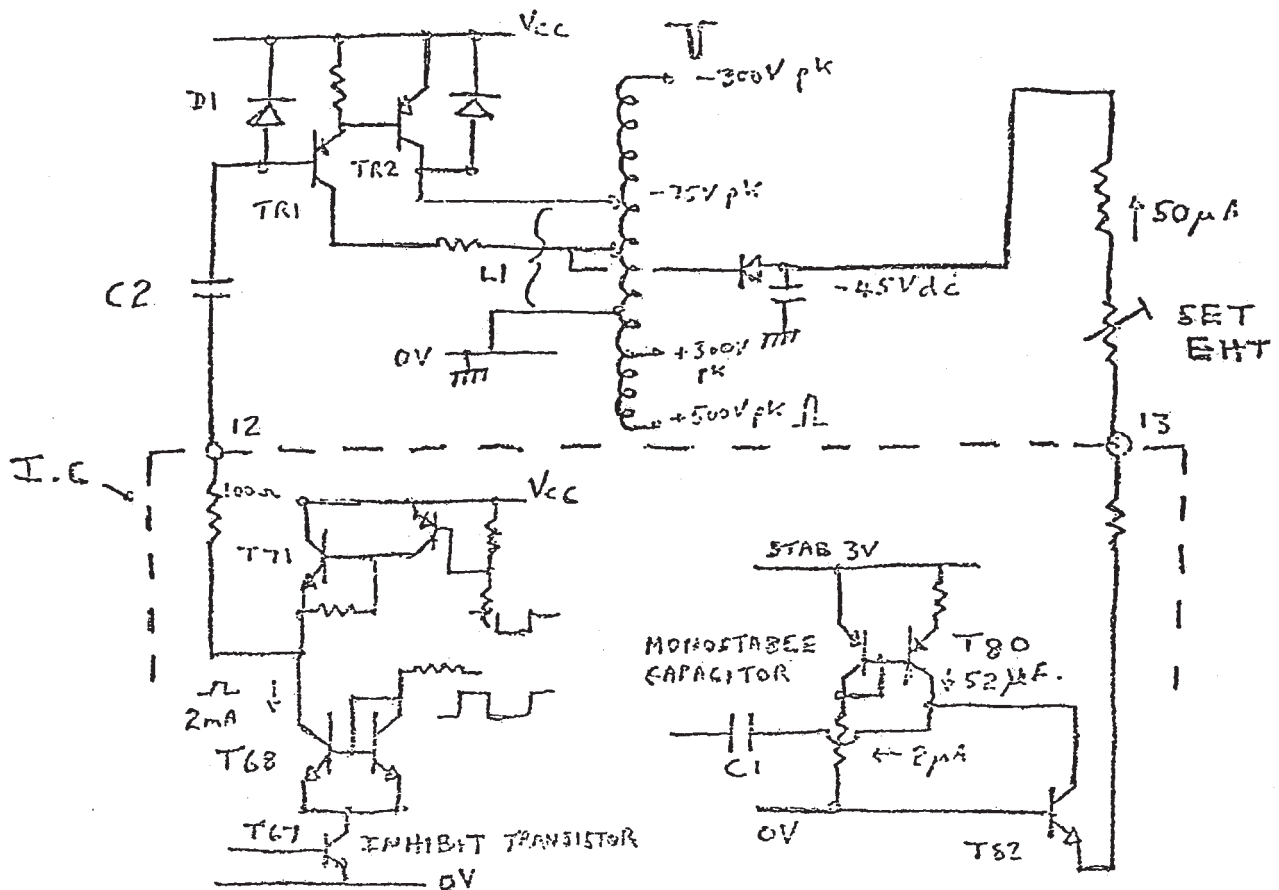 Vcc
-300V pk
D1
TR2
TR1
-75V pk
50µA
L1
C2
-45Vdc
SET
EHT
0V
+300V
pk
+500V pk
12
13
I.C
100Ω
Vcc
T71
STAB 3V
MONOSTABLE
CAPACITOR
T80
52µA.
2mA
T68
C1
2µA
T67
INHIBIT TRANSISTOR
0V
T82
0V